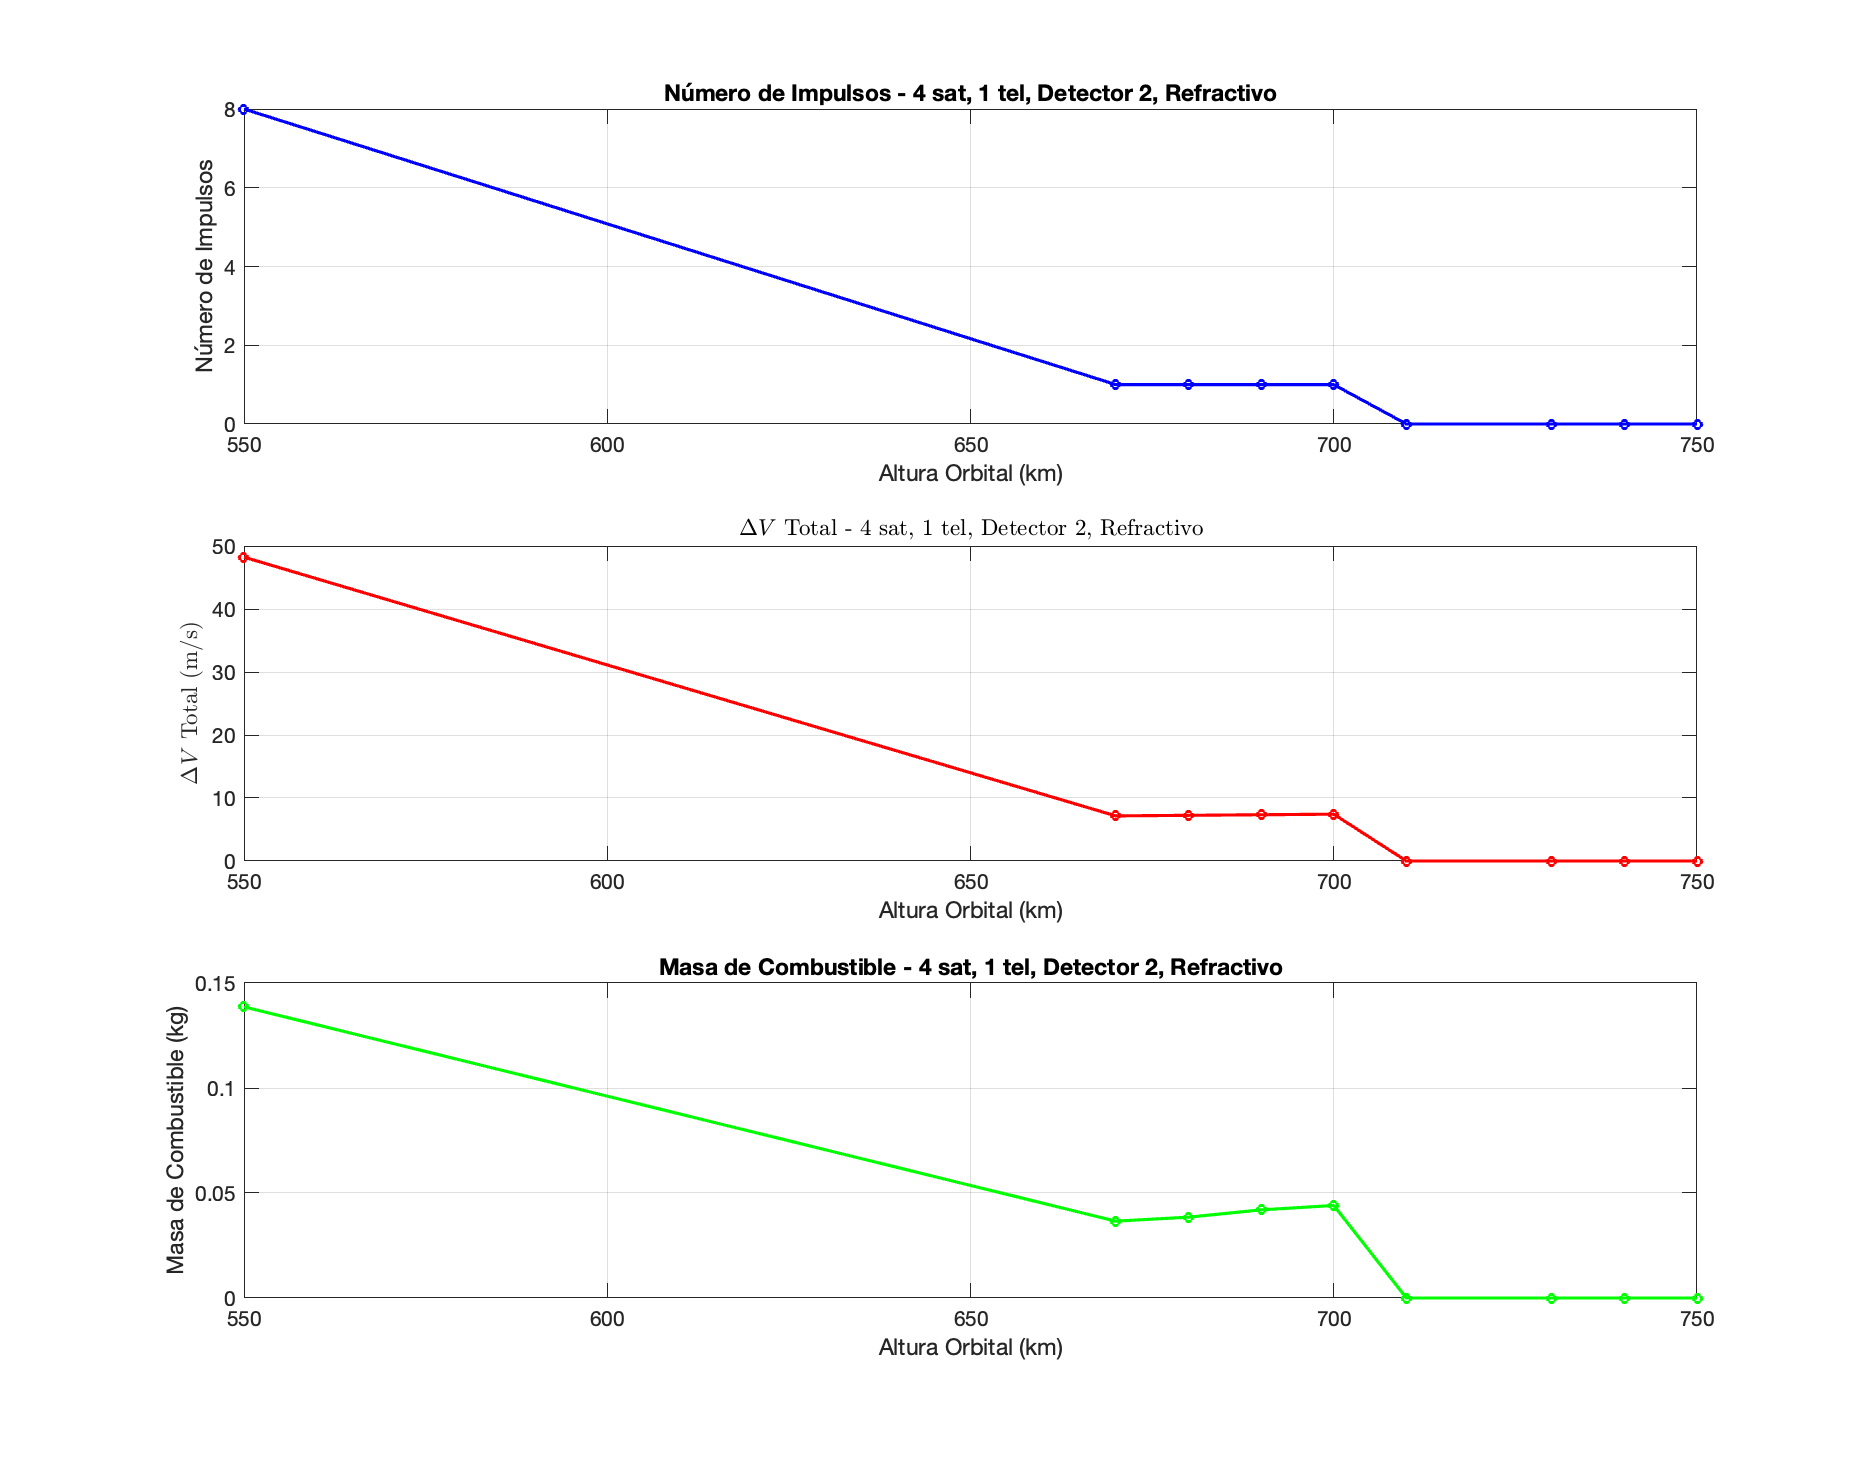 Número de Impulsos - 4 sat, 1 tel, Detector 2, Refractivo
8
6
4
2
0
Número de Impulsos
550 600 650 700 750
Altura Orbital (km)
ΔV Total - 4 sat, 1 tel, Detector 2, Refractivo
50
40
30
20
10
0
ΔV Total (m/s)
550 600 650 700 750
Altura Orbital (km)
Masa de Combustible - 4 sat, 1 tel, Detector 2, Refractivo
0.15
0.1
0.05
0
Masa de Combustible (kg)
550 600 650 700 750
Altura Orbital (km)